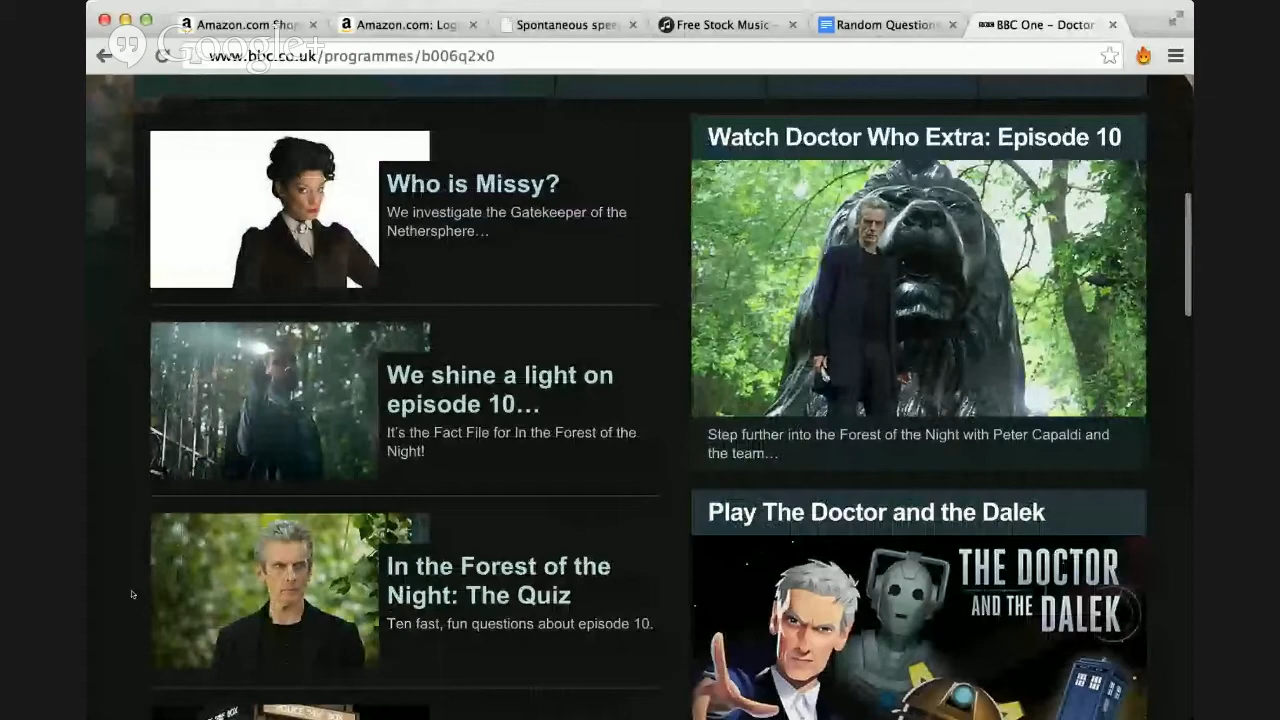 Amazon.com Shop
Amazon.com: Log
Spontaneous spe
Free Stock Music
Random Question
BBC BBC One - Doctor
Google+
www.bbc.co.uk/programmes/b006q2x0
Who is Missy?
We investigate the Gatekeeper of the
Nethersphere...
We shine a light on
episode 10...
It's the Fact File for In the Forest of the
Night!
In the Forest of the
Night: The Quiz
Ten fast, fun questions about episode 10.
Watch Doctor Who Extra: Episode 10
Step further into the Forest of the Night with Peter Capaldi and
the team...
Play The Doctor and the Dalek
THE DOCTOR
AND THE DALEK